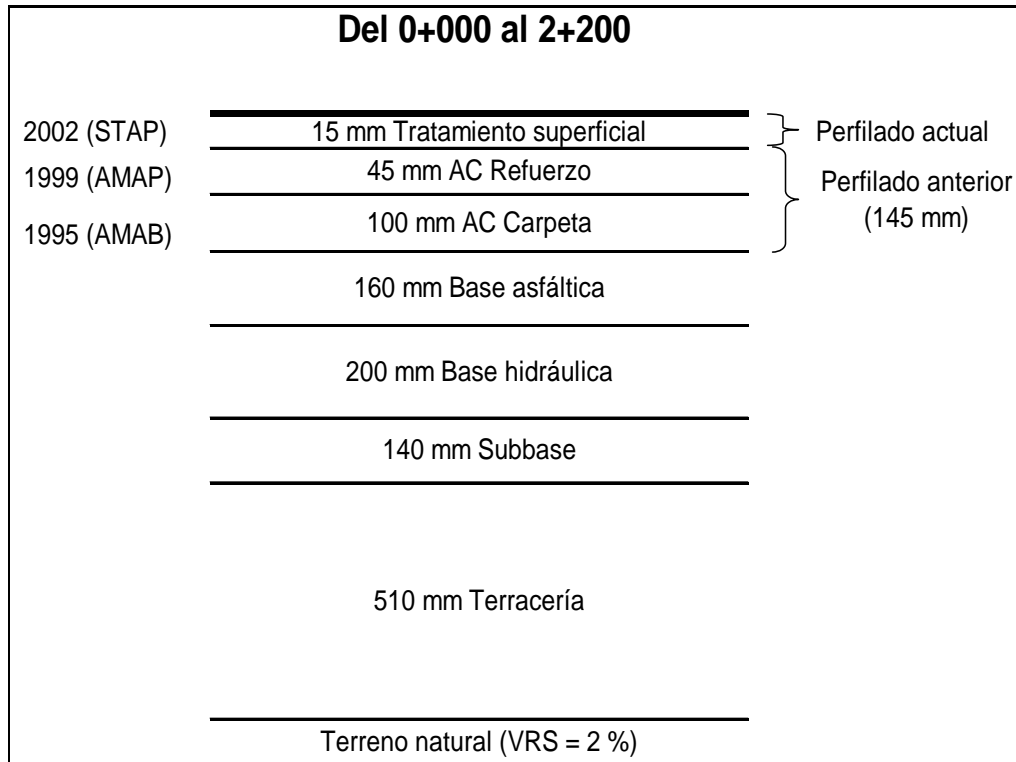 Del 0+000 al 2+200
2002 (STAP)
15 mm Tratamiento superficial
Perfilado actual
1999 (AMAP)
45 mm AC Refuerzo
Perfilado anterior
(145 mm)
1995 (AMAB)
100 mm AC Carpeta
160 mm Base asfáltica
200 mm Base hidráulica
140 mm Subbase
510 mm Terracería
Terreno natural (VRS = 2 %)